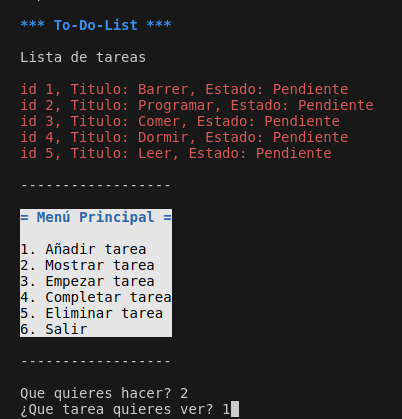 *** To-Do-List ***
Lista de tareas
id 1, Titulo: Barrer, Estado: Pendiente
id 2, Titulo: Programar, Estado: Pendiente
id 3, Titulo: Comer, Estado: Pendiente
id 4, Titulo: Dormir, Estado: Pendiente
id 5, Titulo: Leer, Estado: Pendiente
------------------
= Menú Principal =
1. Añadir tarea
2. Mostrar tarea
3. Empezar tarea
4. Completar tarea
5. Eliminar tarea
6. Salir
------------------
Que quieres hacer? 2
¿Que tarea quieres ver? 1